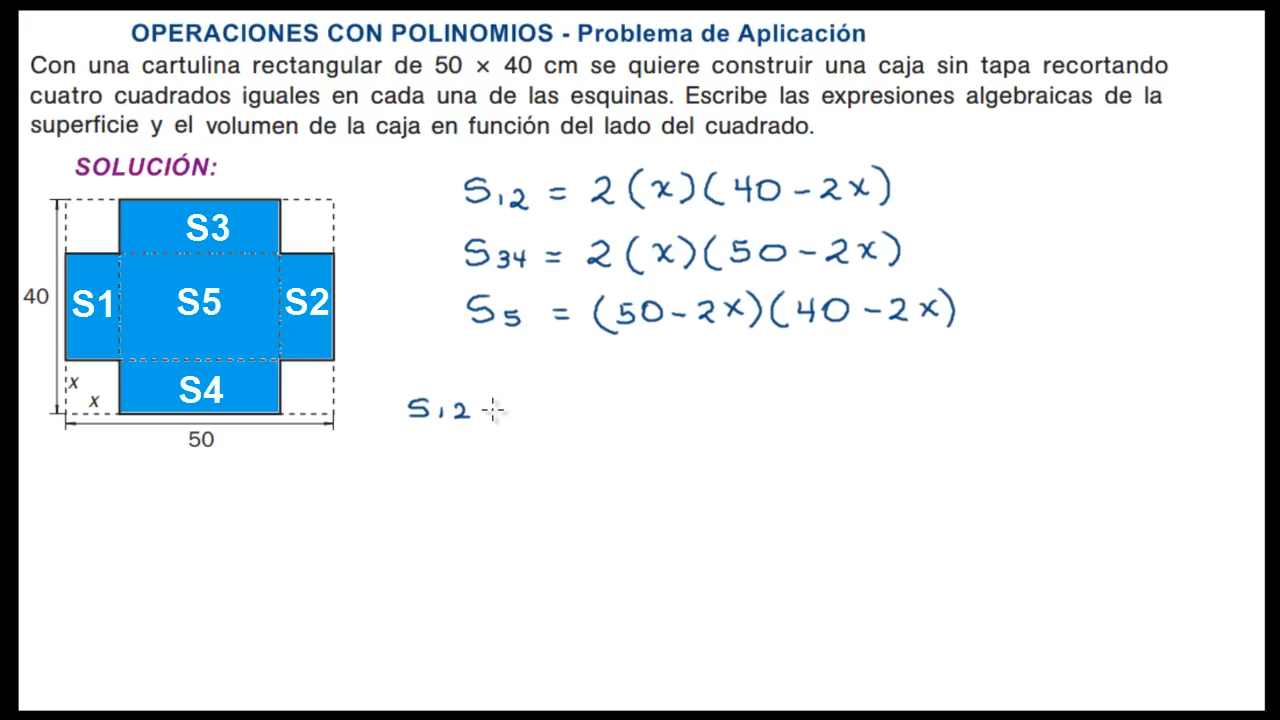 OPERACIONES CON POLINOMIOS - Problema de Aplicación
Con una cartulina rectangular de 50 × 40 cm se quiere construir una caja sin tapa recortando
cuatro cuadrados iguales en cada una de las esquinas. Escribe las expresiones algebraicas de la
superficie y el volumen de la caja en función del lado del cuadrado.
SOLUCIÓN:
S3
40
S1
S5
S2
x
x
S4
50
S12 = 2(x)(40-2x)
S34 = 2(x)(50-2x)
S5 = (50-2x)(40-2x)
S12